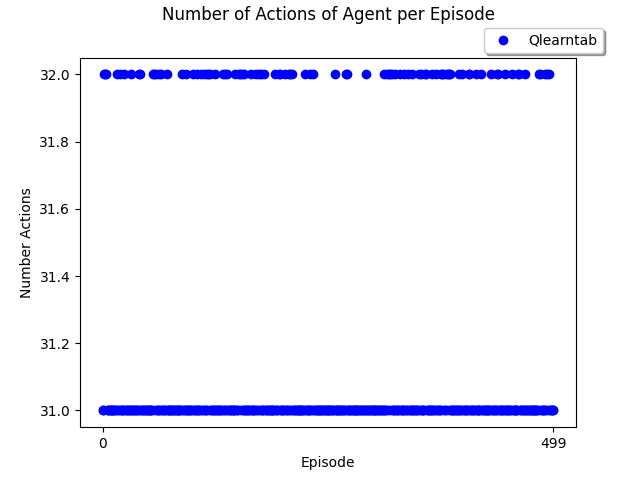 Number of Actions of Agent per Episode
Qlearntab
32.0
31.8
31.6
31.4
31.2
31.0
Number Actions
0 499
Episode